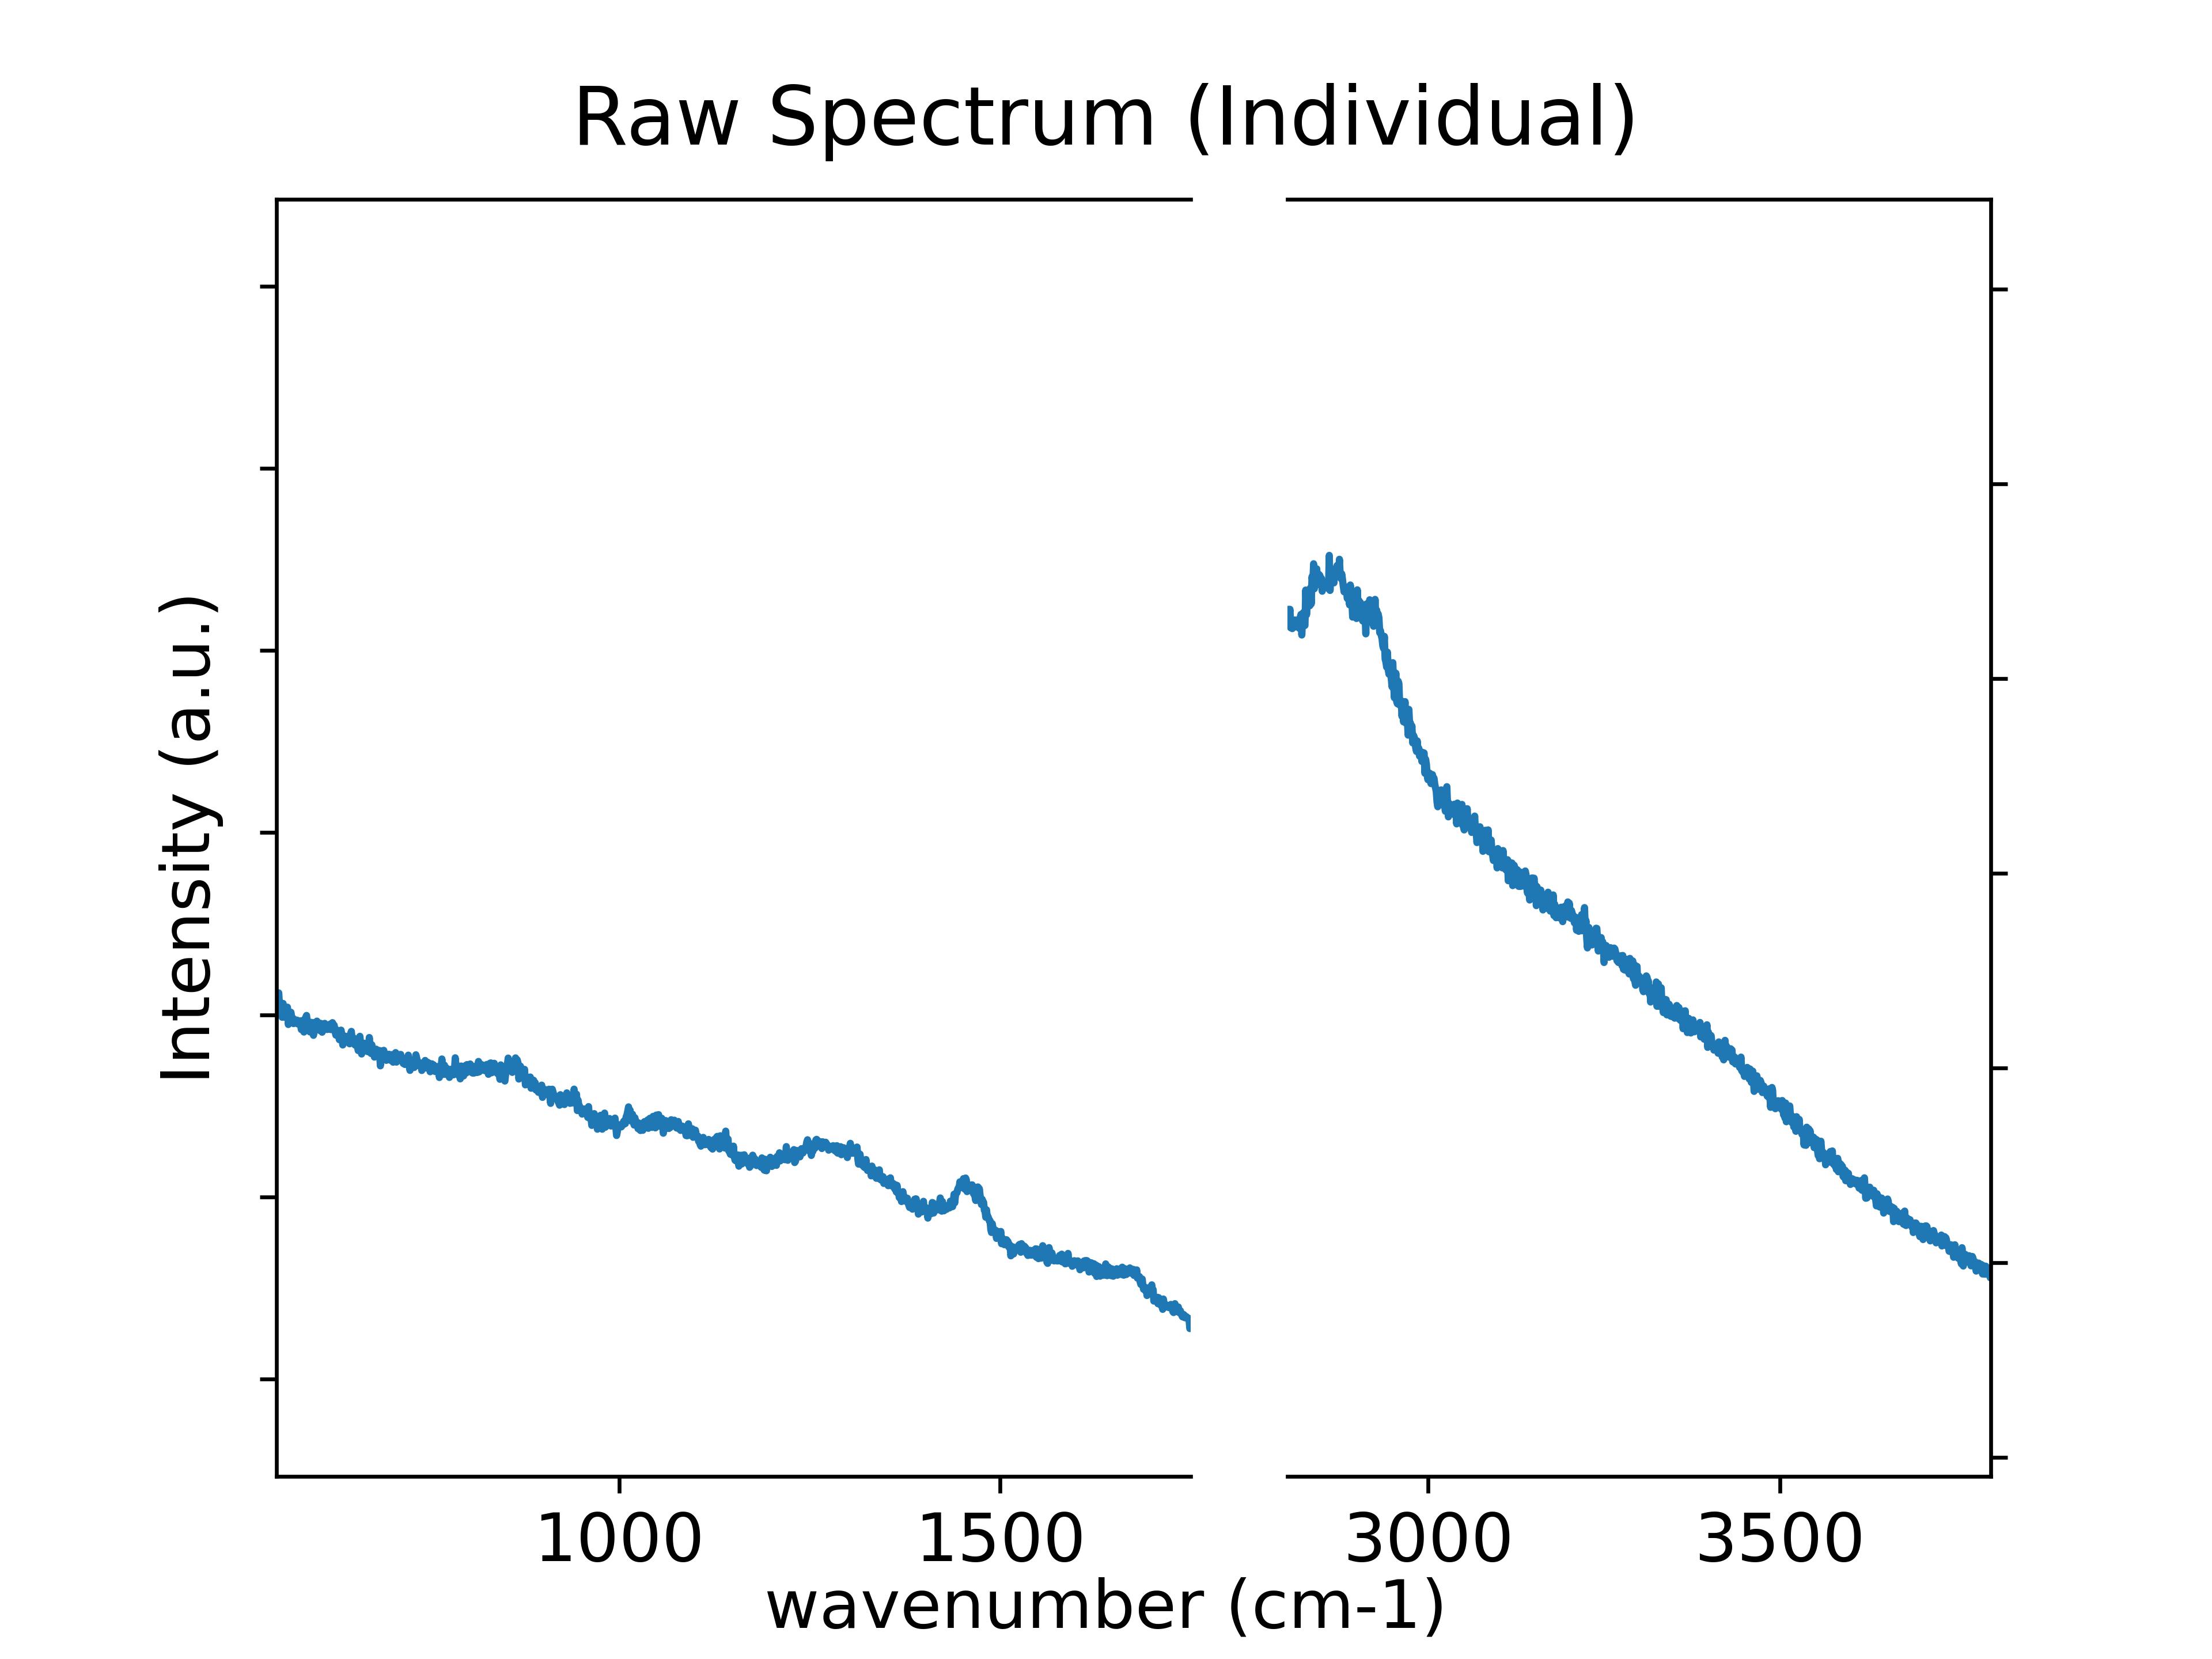 Raw Spectrum (Individual)
Intensity (a.u.)
1000 1500 3000 3500
wavenumber (cm-1)